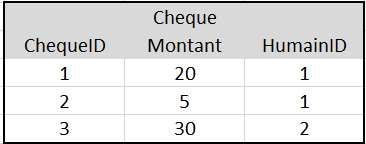 Cheque
ChequeID Montant HumainID
1 20 1
2 5 1
3 30 2